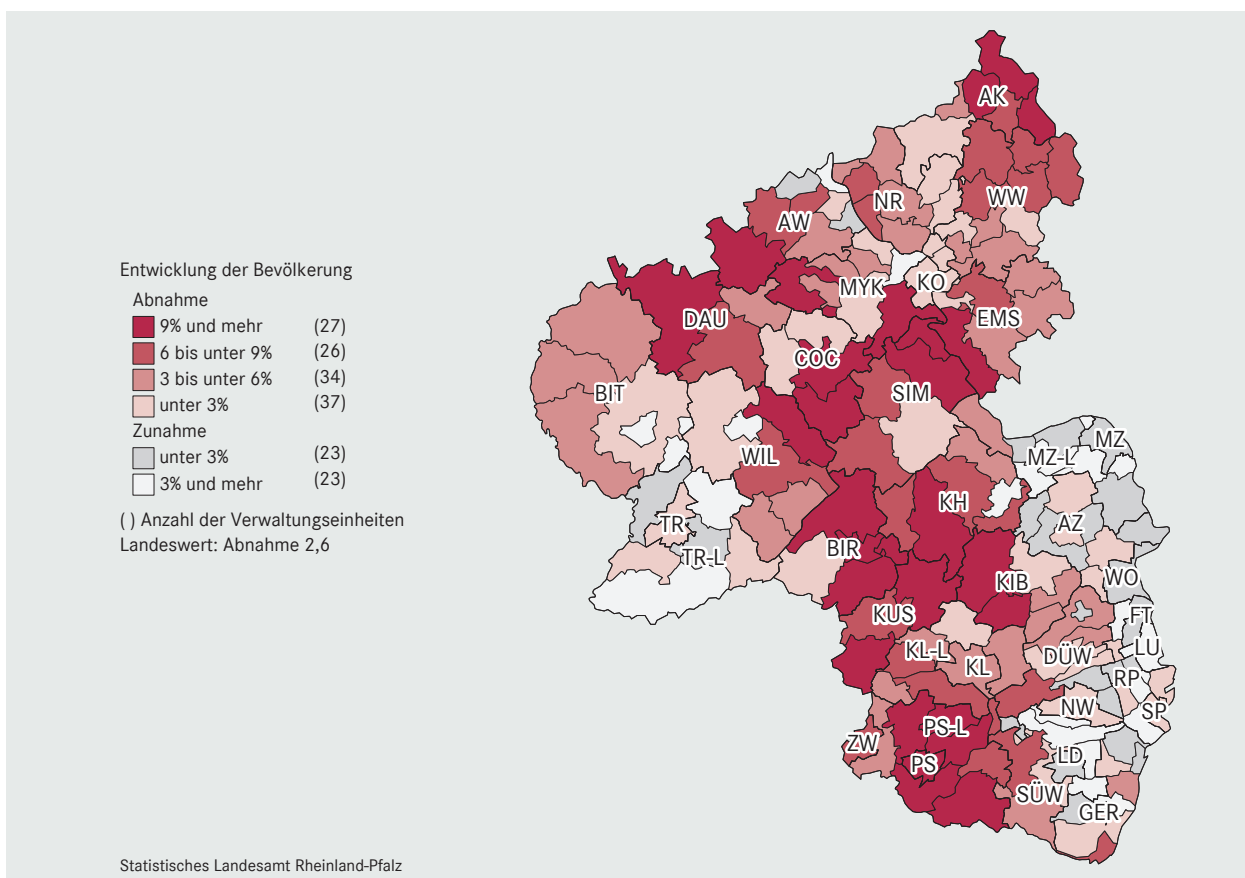 Entwicklung der Bevölkerung
Abnahme
9% und mehr (27)
6 bis unter 9% (26)
3 bis unter 6% (34)
unter 3% (37)
Zunahme
unter 3% (23)
3% und mehr (23)
( ) Anzahl der Verwaltungseinheiten
Landeswert: Abnahme 2,6
AK
NR
WW
AW
MYK
KO
DAU
EMS
COC
BIT
SIM
MZ
MZ-L
WIL
KH
TR
AZ
BIR
TR-L
KIB
WO
KUS
FT
KL-L
KL
DÜW
LU
RP
NW
SP
PS-L
ZW
LD
PS
SÜW
GER
Statistisches Landesamt Rheinland-Pfalz